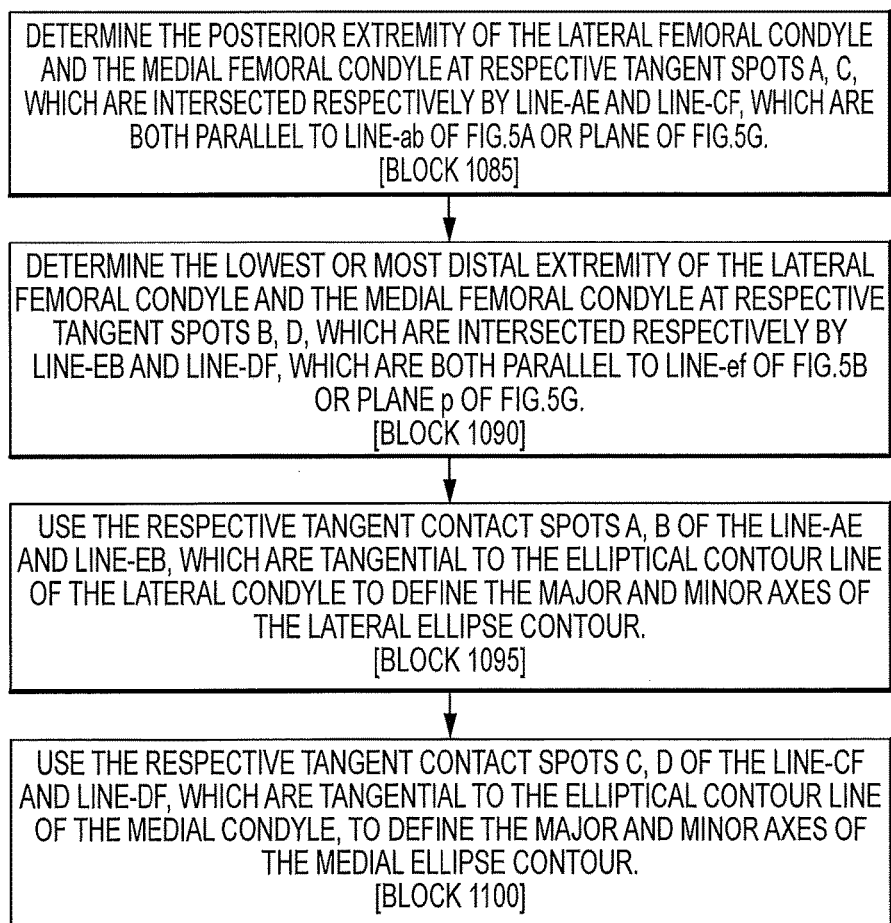 DETERMINE THE POSTERIOR EXTREMITY OF THE LATERAL FEMORAL CONDYLE
AND THE MEDIAL FEMORAL CONDYLE AT RESPECTIVE TANGENT SPOTS A, C,
WHICH ARE INTERSECTED RESPECTIVELY BY LINE-AE AND LINE-CF, WHICH ARE
BOTH PARALLEL TO LINE-ab OF FIG.5A OR PLANE OF FIG.5G.
[BLOCK 1085]
DETERMINE THE LOWEST OR MOST DISTAL EXTREMITY OF THE LATERAL
FEMORAL CONDYLE AND THE MEDIAL FEMORAL CONDYLE AT RESPECTIVE
TANGENT SPOTS B, D, WHICH ARE INTERSECTED RESPECTIVELY BY
LINE-EB AND LINE-DF, WHICH ARE BOTH PARALLEL TO LINE-ef OF FIG.5B
OR PLANE p OF FIG.5G.
[BLOCK 1090]
USE THE RESPECTIVE TANGENT CONTACT SPOTS A, B OF THE LINE-AE
AND LINE-EB, WHICH ARE TANGENTIAL TO THE ELLIPTICAL CONTOUR LINE
OF THE LATERAL CONDYLE TO DEFINE THE MAJOR AND MINOR AXES OF
THE LATERAL ELLIPSE CONTOUR.
[BLOCK 1095]
USE THE RESPECTIVE TANGENT CONTACT SPOTS C, D OF THE LINE-CF
AND LINE-DF, WHICH ARE TANGENTIAL TO THE ELLIPTICAL CONTOUR LINE
OF THE MEDIAL CONDYLE, TO DEFINE THE MAJOR AND MINOR AXES OF
THE MEDIAL ELLIPSE CONTOUR.
[BLOCK 1100]